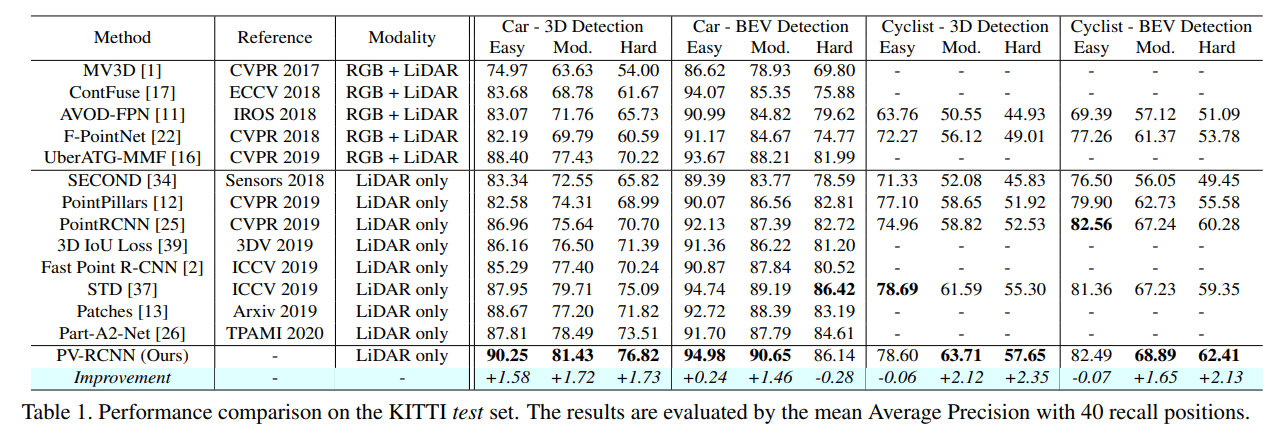 Method Reference Modality Car - 3D Detection Car - BEV Detection Cyclist - 3D Detection Cyclist - BEV Detection
Easy Mod. Hard Easy Mod. Hard Easy Mod. Hard Easy Mod. Hard
MV3D [1] CVPR 2017 RGB + LiDAR 74.97 63.63 54.00 86.62 78.93 69.80 - - - - - -
ContFuse [17] ECCV 2018 RGB + LiDAR 83.68 68.78 61.67 94.07 85.35 75.88 - - - - - -
AVOD-FPN [11] IROS 2018 RGB + LiDAR 83.07 71.76 65.73 90.99 84.82 79.62 63.76 50.55 44.93 69.39 57.12 51.09
F-PointNet [22] CVPR 2018 RGB + LiDAR 82.19 69.79 60.59 91.17 84.67 74.77 72.27 56.12 49.01 77.26 61.37 53.78
UberATG-MMF [16] CVPR 2019 RGB + LiDAR 88.40 77.43 70.22 93.67 88.21 81.99 - - - - - -
SECOND [34] Sensors 2018 LiDAR only 83.34 72.55 65.82 89.39 83.77 78.59 71.33 52.08 45.83 76.50 56.05 49.45
PointPillars [12] CVPR 2019 LiDAR only 82.58 74.31 68.99 90.07 86.56 82.81 77.10 58.65 51.92 79.90 62.73 55.58
PointRCNN [25] CVPR 2019 LiDAR only 86.96 75.64 70.70 92.13 87.39 82.72 74.96 58.82 52.53 82.56 67.24 60.28
3D IoU Loss [39] 3DV 2019 LiDAR only 86.16 76.50 71.39 91.36 86.22 81.20 - - - - - -
Fast Point R-CNN [2] ICCV 2019 LiDAR only 85.29 77.40 70.24 90.87 87.84 80.52 - - - - - -
STD [37] ICCV 2019 LiDAR only 87.95 79.71 75.09 94.74 89.19 86.42 78.69 61.59 55.30 81.36 67.23 59.35
Patches [13] Arxiv 2019 LiDAR only 88.67 77.20 71.82 92.72 88.39 83.19 - - - - - -
Part-A2-Net [26] TPAMI 2020 LiDAR only 87.81 78.49 73.51 91.70 87.79 84.61 - - - - - -
PV-RCNN (Ours) - LiDAR only 90.25 81.43 76.82 94.98 90.65 86.14 78.60 63.71 57.65 82.49 68.89 62.41
Improvement - - +1.58 +1.72 +1.73 +0.24 +1.46 -0.28 -0.06 +2.12 +2.35 -0.07 +1.65 +2.13
Table 1. Performance comparison on the KITTI test set. The results are evaluated by the mean Average Precision with 40 recall positions.